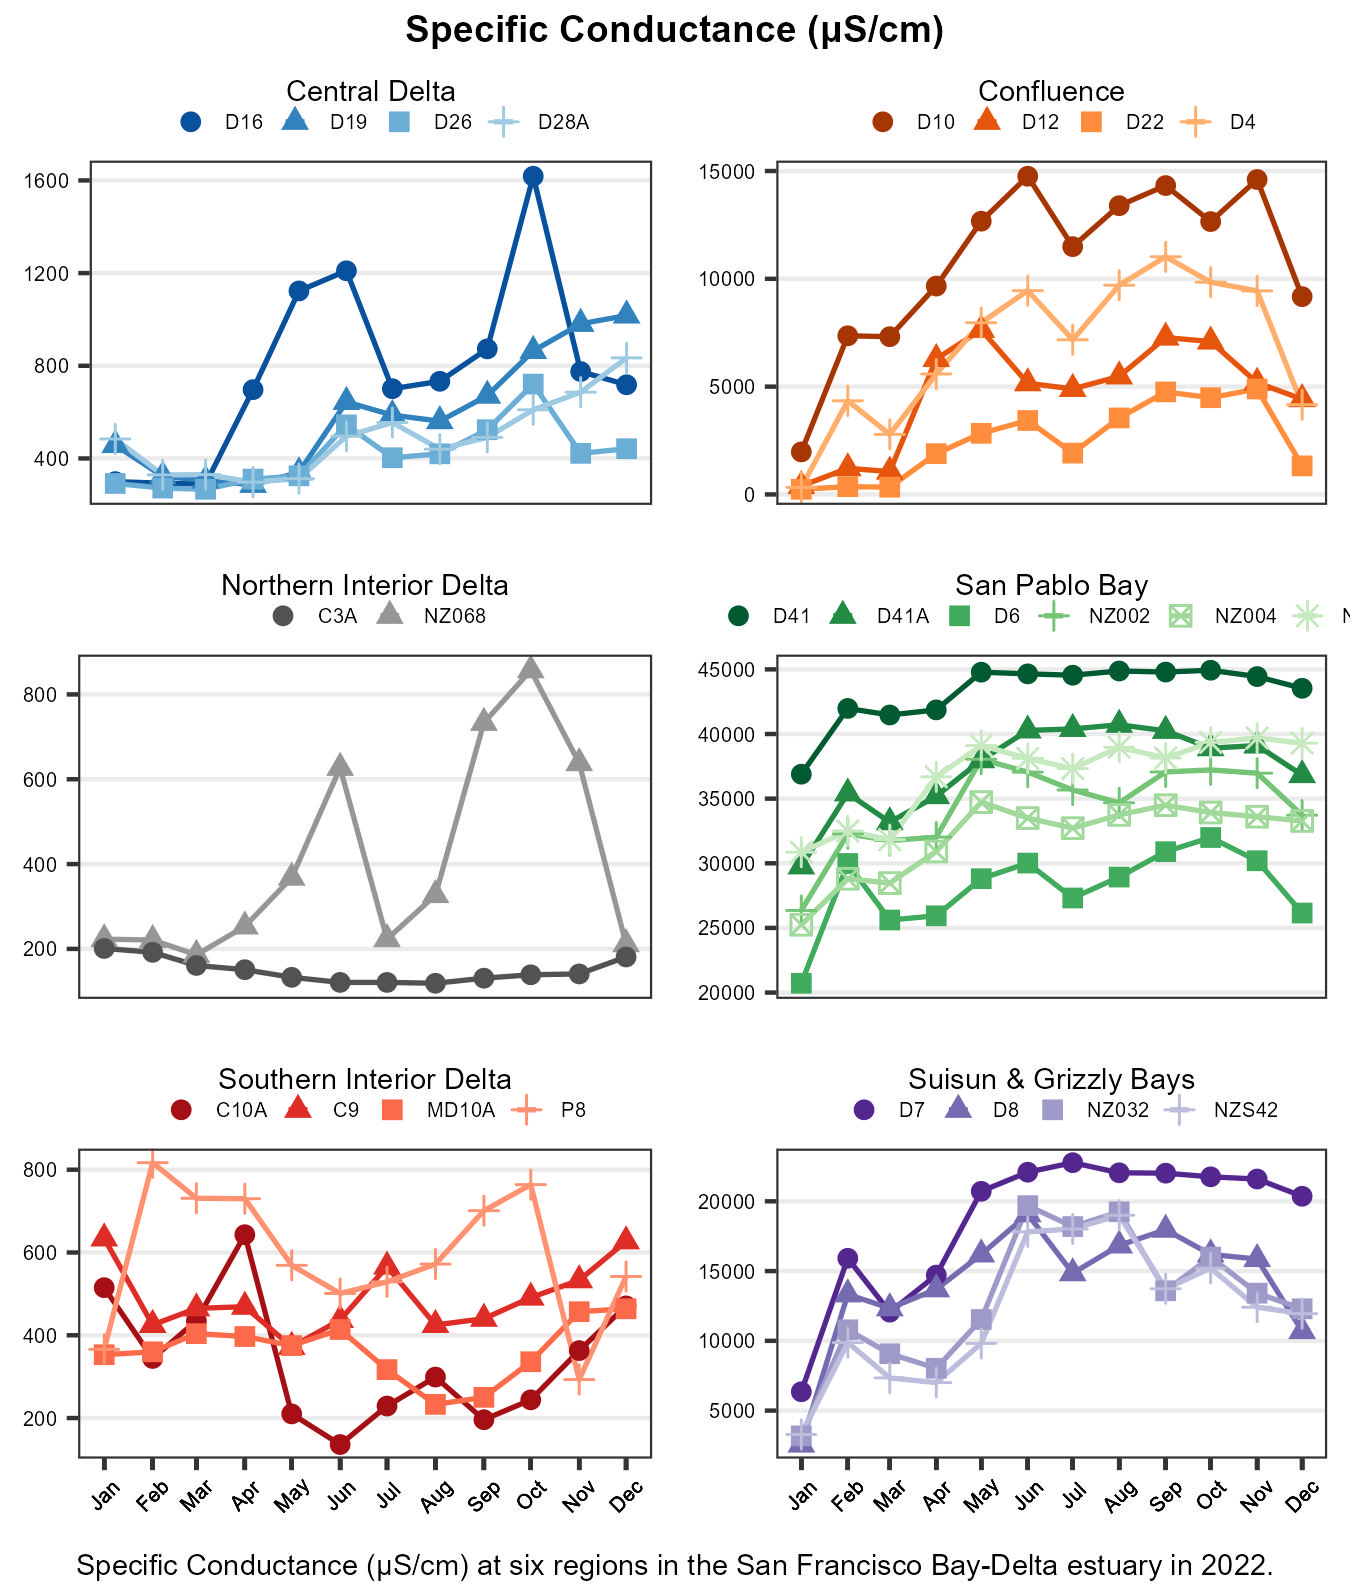 Specific Conductance (µS/cm)
Central Delta
D16 D19 D26 D28A
1600
1200
800
400
Confluence
D10 D12 D22 D4
15000
10000
5000
0
Northern Interior Delta
C3A NZ068
800
600
400
200
San Pablo Bay
D41 D41A D6 NZ002 NZ004
45000
40000
35000
30000
25000
20000
Southern Interior Delta
C10A C9 MD10A P8
800
600
400
200
Jan Feb Mar Apr May Jun Jul Aug Sep Oct Nov Dec
Suisun & Grizzly Bays
D7 D8 NZ032 NZS42
20000
15000
10000
5000
Jan Feb Mar Apr May Jun Jul Aug Sep Oct Nov Dec
Specific Conductance (µS/cm) at six regions in the San Francisco Bay-Delta estuary in 2022.